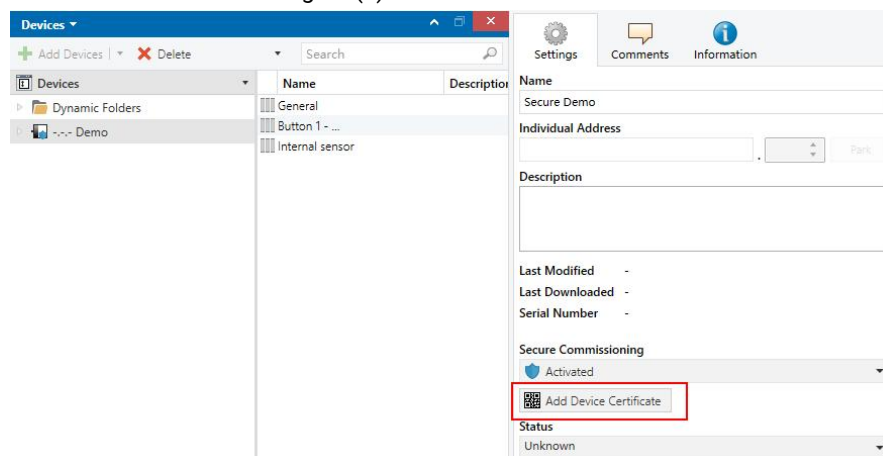 Devices
Add Devices
Delete
Search
Devices
Dynamic Folders
-.-.- Demo
Name
Description
General
Button 1 - ...
Internal sensor
Settings
Comments
Information
Name
Secure Demo
Individual Address
.
Park
Description
Last Modified -
Last Downloaded -
Serial Number -
Secure Commissioning
Activated
Add Device Certificate
Status
Unknown